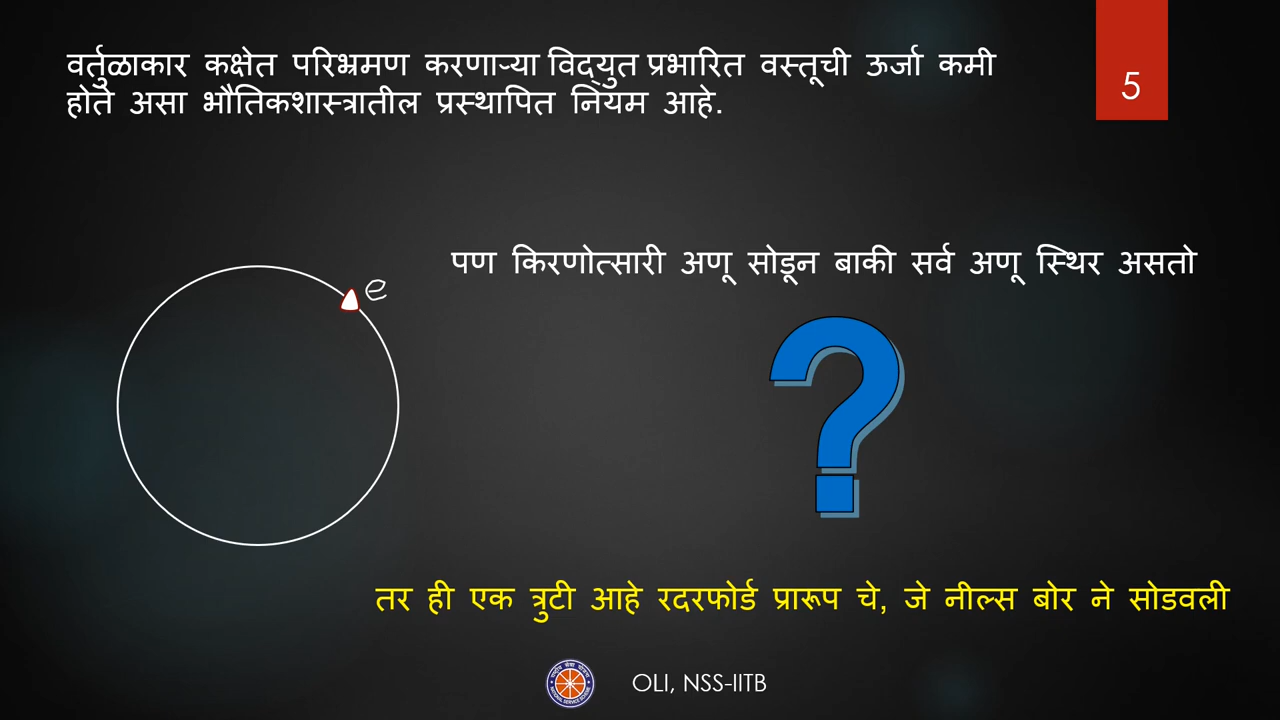 वर्तुळाकार कक्षेत परिभ्रमण करणाऱ्या विद्युत प्रभारित वस्तूची ऊर्जा कमी
होते असा भौतिकशास्त्रातील प्रस्थापित नियम आहे.
5
पण किरणोत्सारी अणू सोडून बाकी सर्व अणू स्थिर असतो
e
?
तर ही एक त्रुटी आहे रदरफोर्ड प्रारूप चे, जे नील्स बोर ने सोडवली
OLI, NSS-IITB